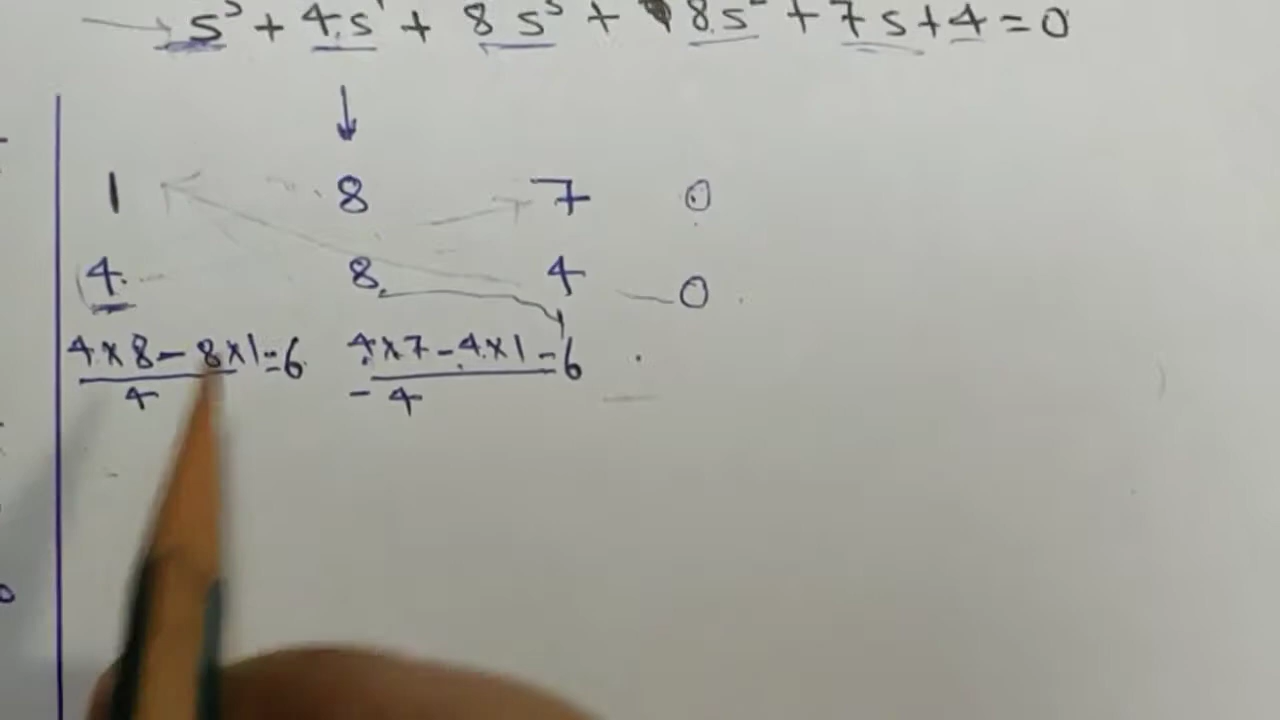 s⁵ + 4s⁴ + 8s³ + 8s² + 7s + 4 = 0
1 8 7 0
4 8 4 0
4×8 - 8×1 = 6 4×7 - 4×1 = 6
4 4